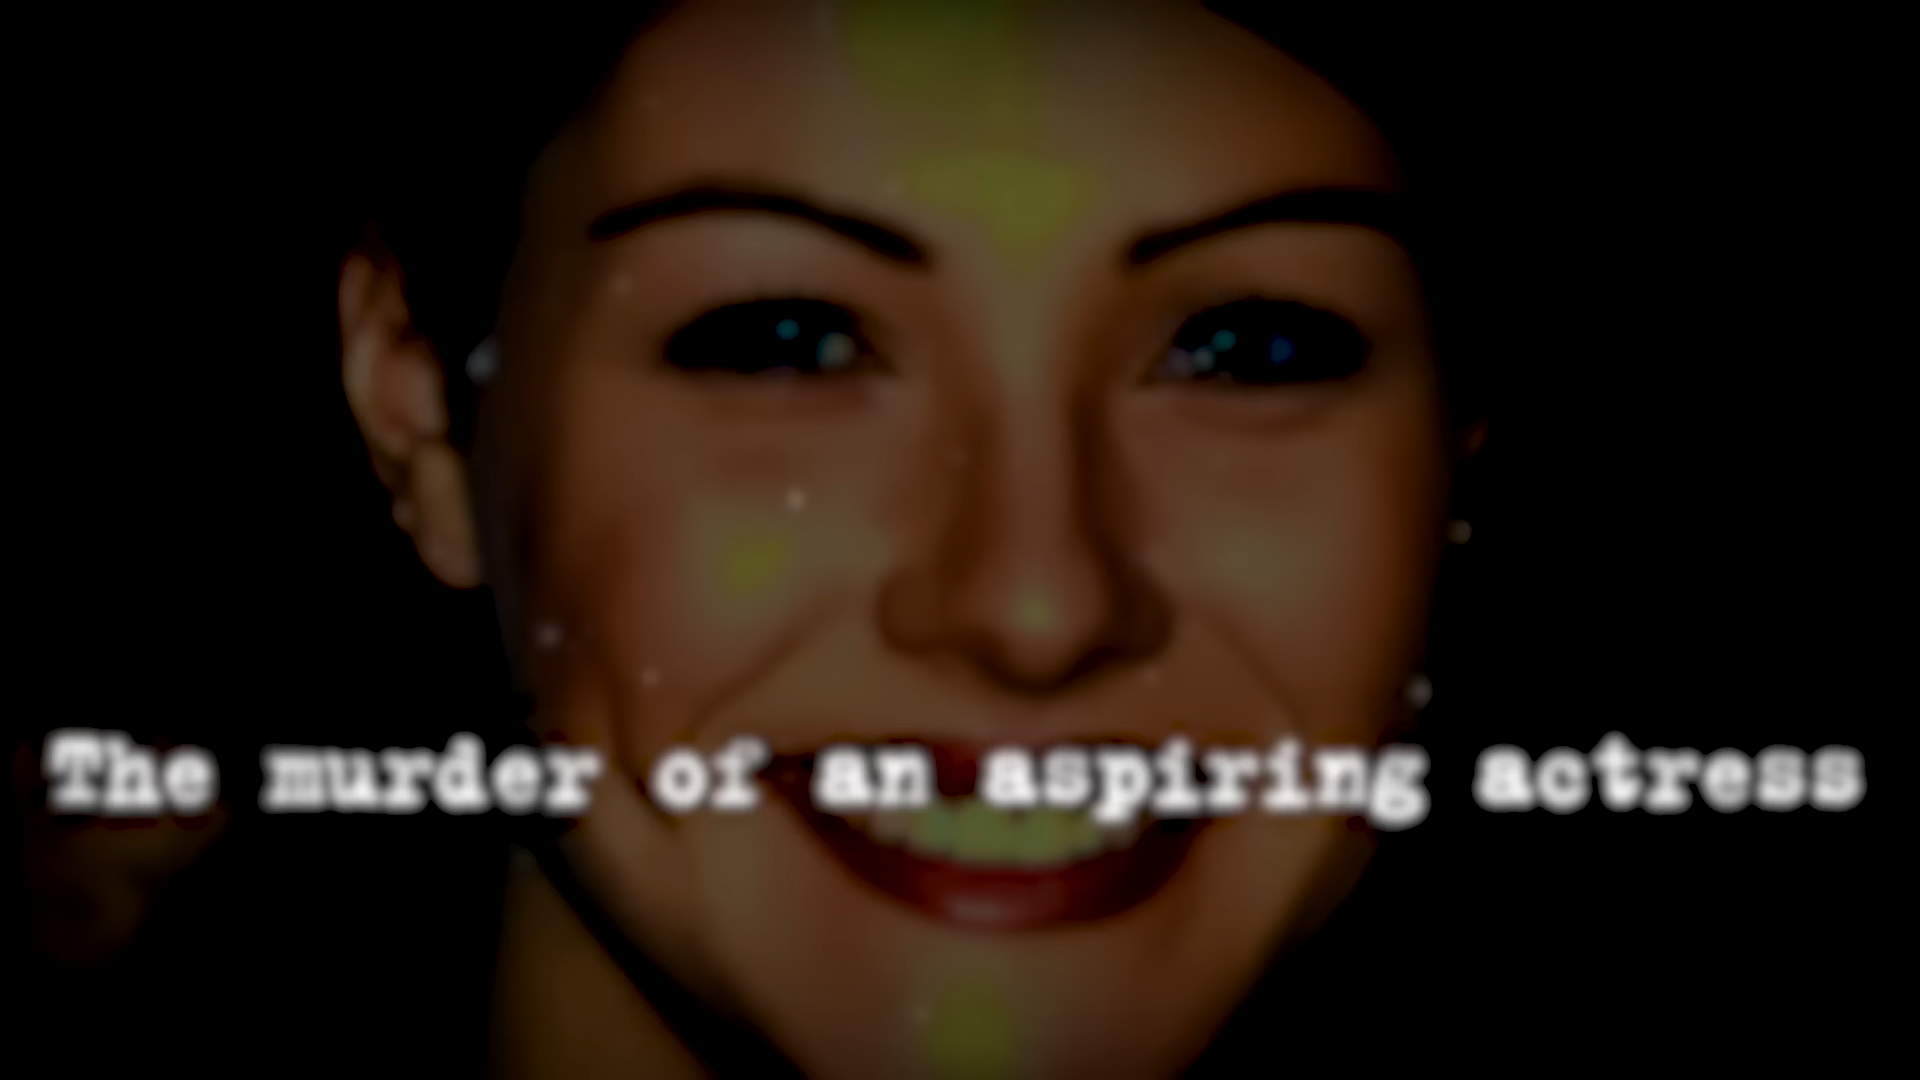 The murder of an aspiring actress